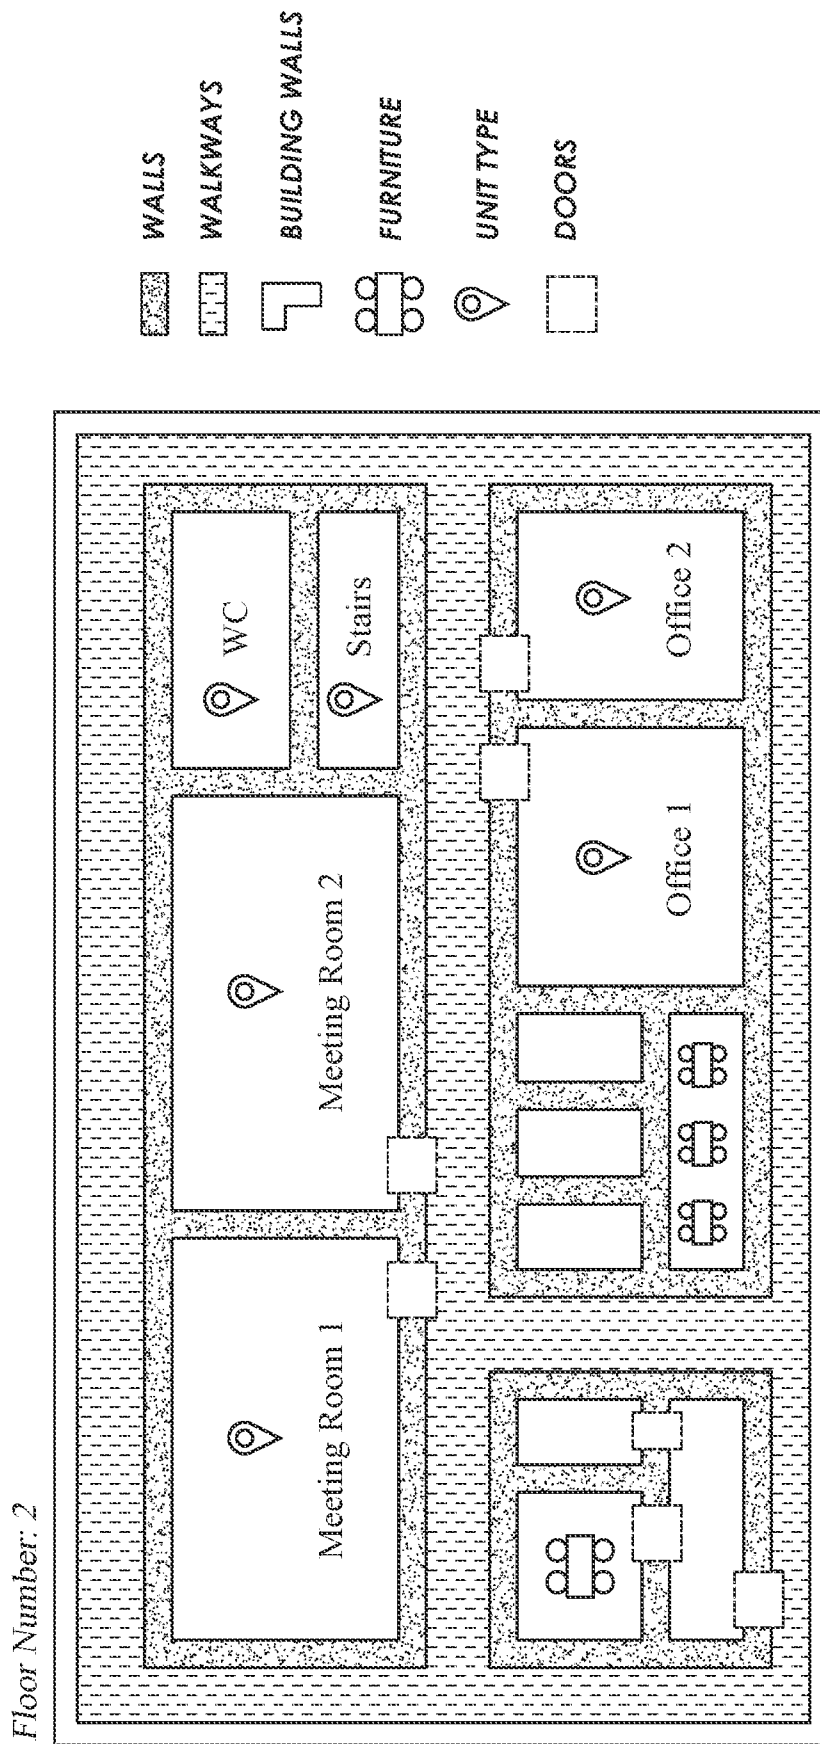 Floor Number: 2
Meeting Room 1
Meeting Room 2
WC
Stairs
Office 1
Office 2
WALLS
WALKWAYS
BUILDING WALLS
FURNITURE
UNIT TYPE
DOORS